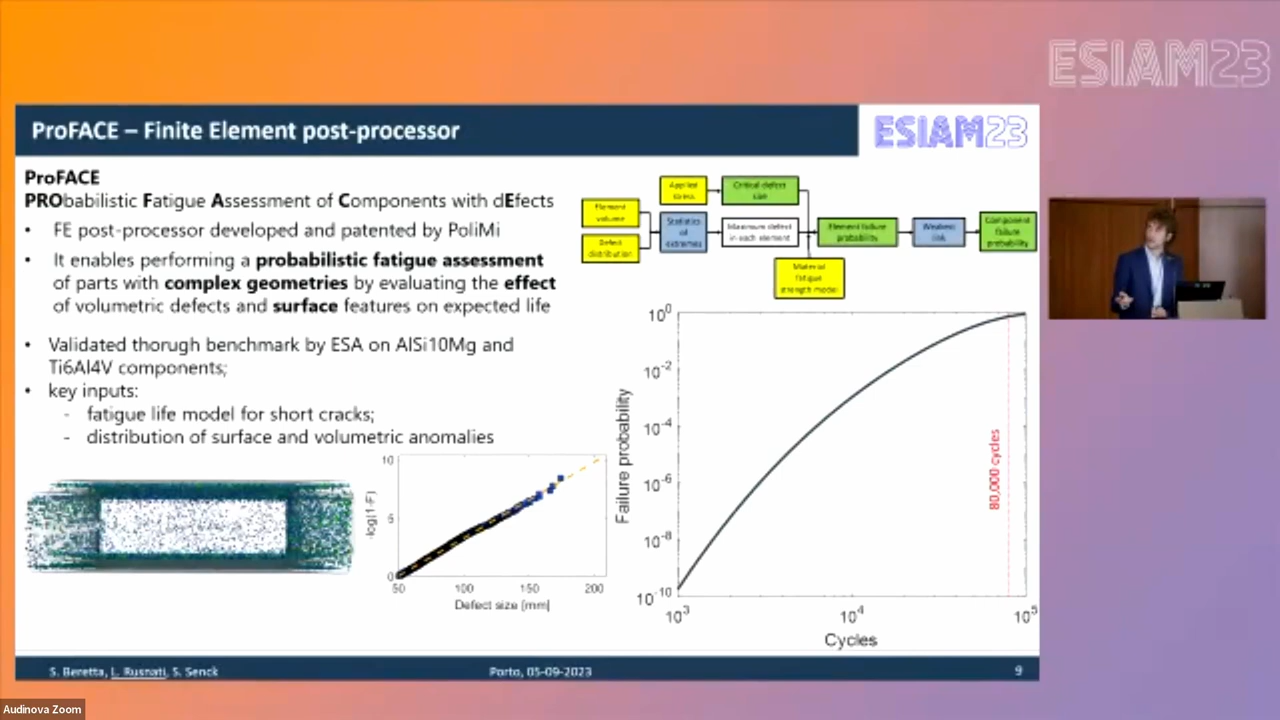 ESIAM23
ProFACE – Finite Element post-processor
ESIAM23
ProFACE
PRObabilistic Fatigue Assessment of Components with dEfects
• FE post-processor developed and patented by PoliMi
• It enables performing a probabilistic fatigue assessment
of parts with complex geometries by evaluating the effect
of volumetric defects and surface features on expected life
• Validated thorugh benchmark by ESA on AlSi10Mg and
Ti6Al4V components;
• key inputs:
- fatigue life model for short cracks;
- distribution of surface and volumetric anomalies
Element
volume
Defect
distribution
Applied
stress
Statistics
of
extremes
Critical defect
size
Maximum defect
in each element
Material
fatigue
strength model
Element failure
probability
Weakest
link
Component
failure
probability
-log(1-F)
10
5
0
50
100
150
200
Defect size [mm]
Failure probability
10^0
10^-2
10^-4
10^-6
10^-8
10^-10
80,000 cycles
10^3
10^4
10^5
Cycles
S. Beretta, L. Rusnati, S. Senck
Porto, 05-09-2023
9
Audinova Zoom